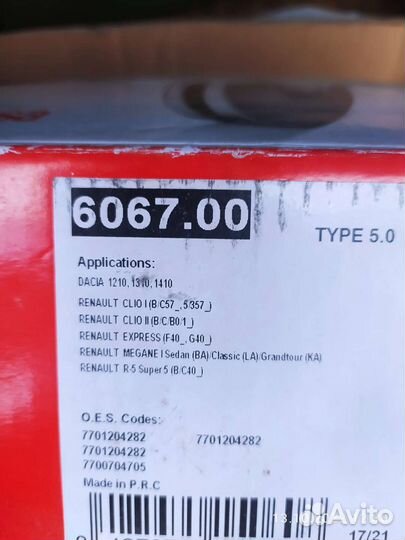 6067.00
TYPE 5.0
Applications:
DACIA 1210, 1310, 1410
RENAULT CLIO I (B/C57_, 5/357_)
RENAULT CLIO II (B/C/B0/1_)
RENAULT EXPRESS (F40_, G40_)
RENAULT MEGANE I Sedan (BA)/Classic (LA)/Grandtour (KA)
RENAULT R-5 Super 5 (B/C40_)
O.E.S. Codes:
7701204282 7701204282
7701204282
7700704705
Made in P.R.C
17/21
Avito